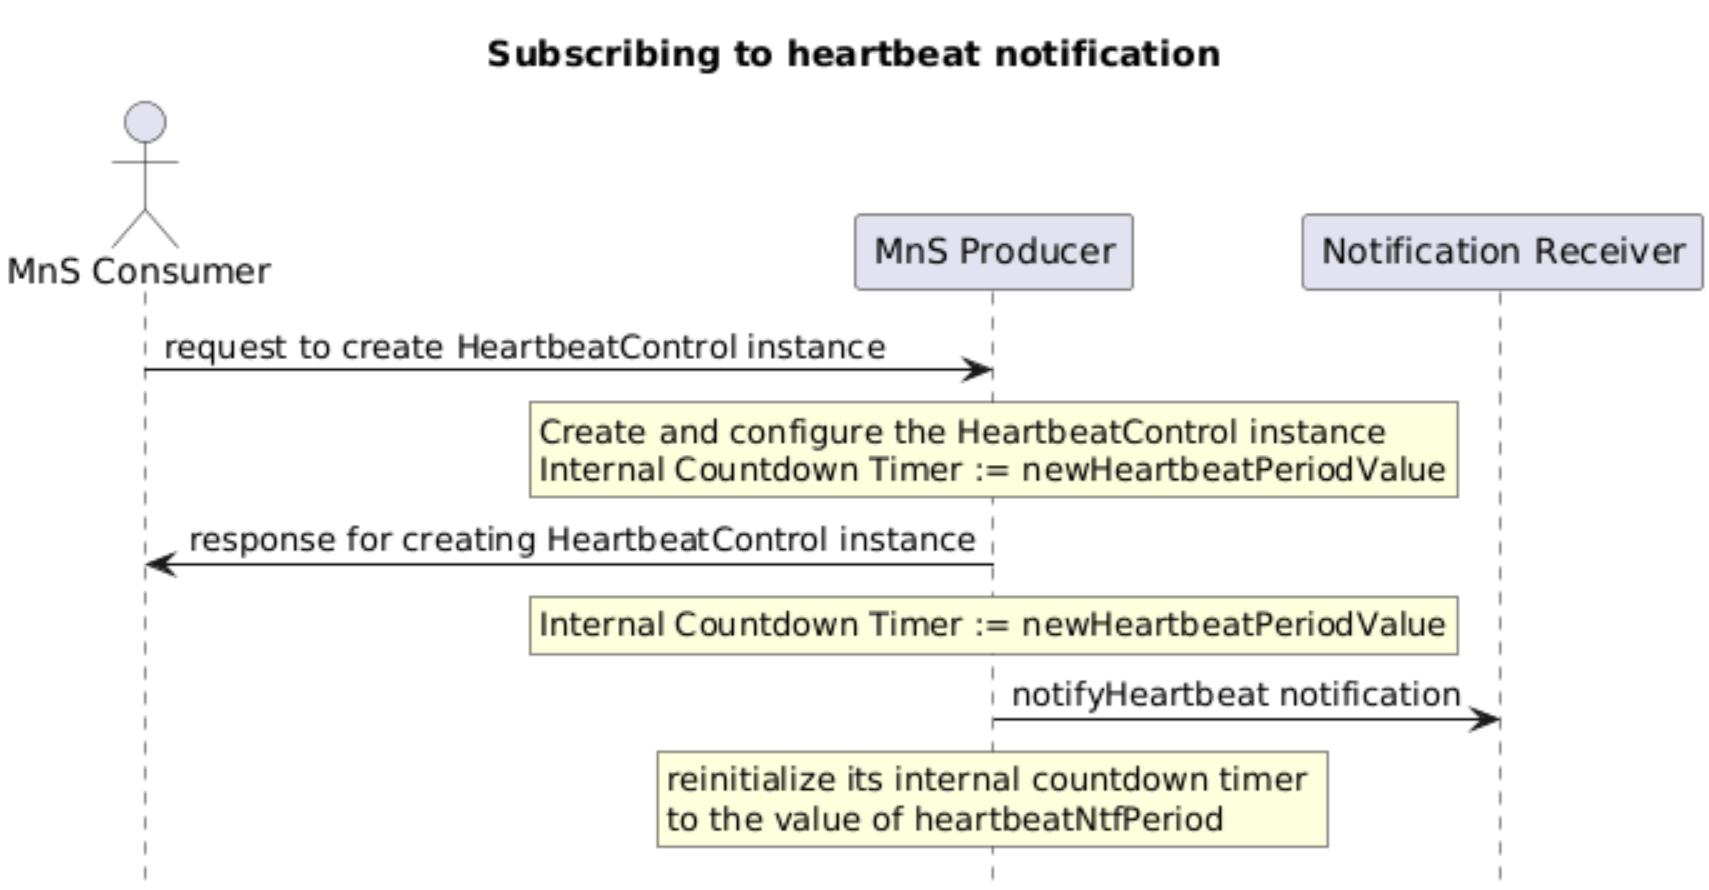 Subscribing to heartbeat notification
MnS Consumer
MnS Producer
Notification Receiver
request to create HeartbeatControl instance
Create and configure the HeartbeatControl instance
Internal Countdown Timer := newHeartbeatPeriodValue
response for creating HeartbeatControl instance
Internal Countdown Timer := newHeartbeatPeriodValue
notifyHeartbeat notification
reinitialize its internal countdown timer
to the value of heartbeatNtfPeriod